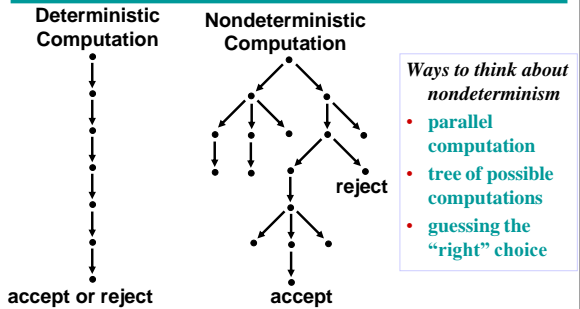 Deterministic
Computation
Nondeterministic
Computation
accept or reject
reject
accept
Ways to think about
nondeterminism
• parallel
computation
• tree of possible
computations
• guessing the
“right” choice